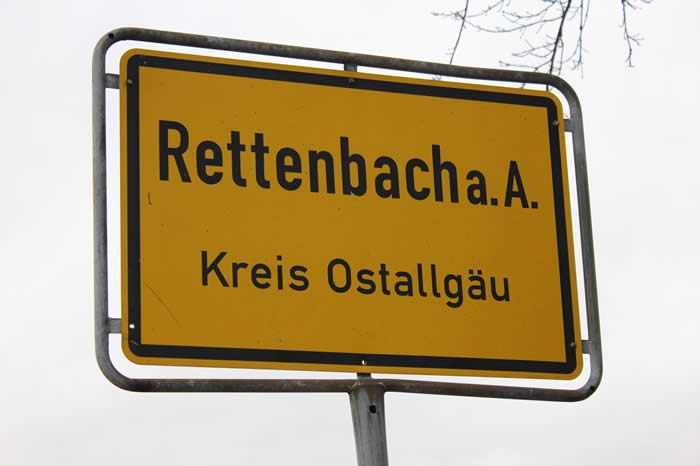 Rettenbach a. A.
Kreis Ostallgäu